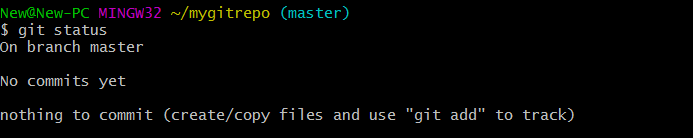 New@New-PC MINGW32 ~/mygitrepo (master)
$ git status
On branch master
No commits yet
nothing to commit (create/copy files and use "git add" to track)